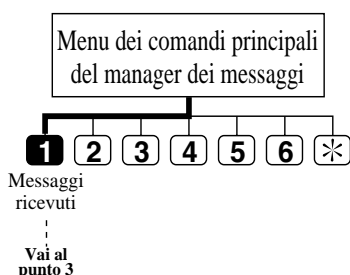 Menu dei comandi principali
del manager dei messaggi
1 2 3 4 5 6 *
Messaggi
ricevuti
Vai al
punto 3